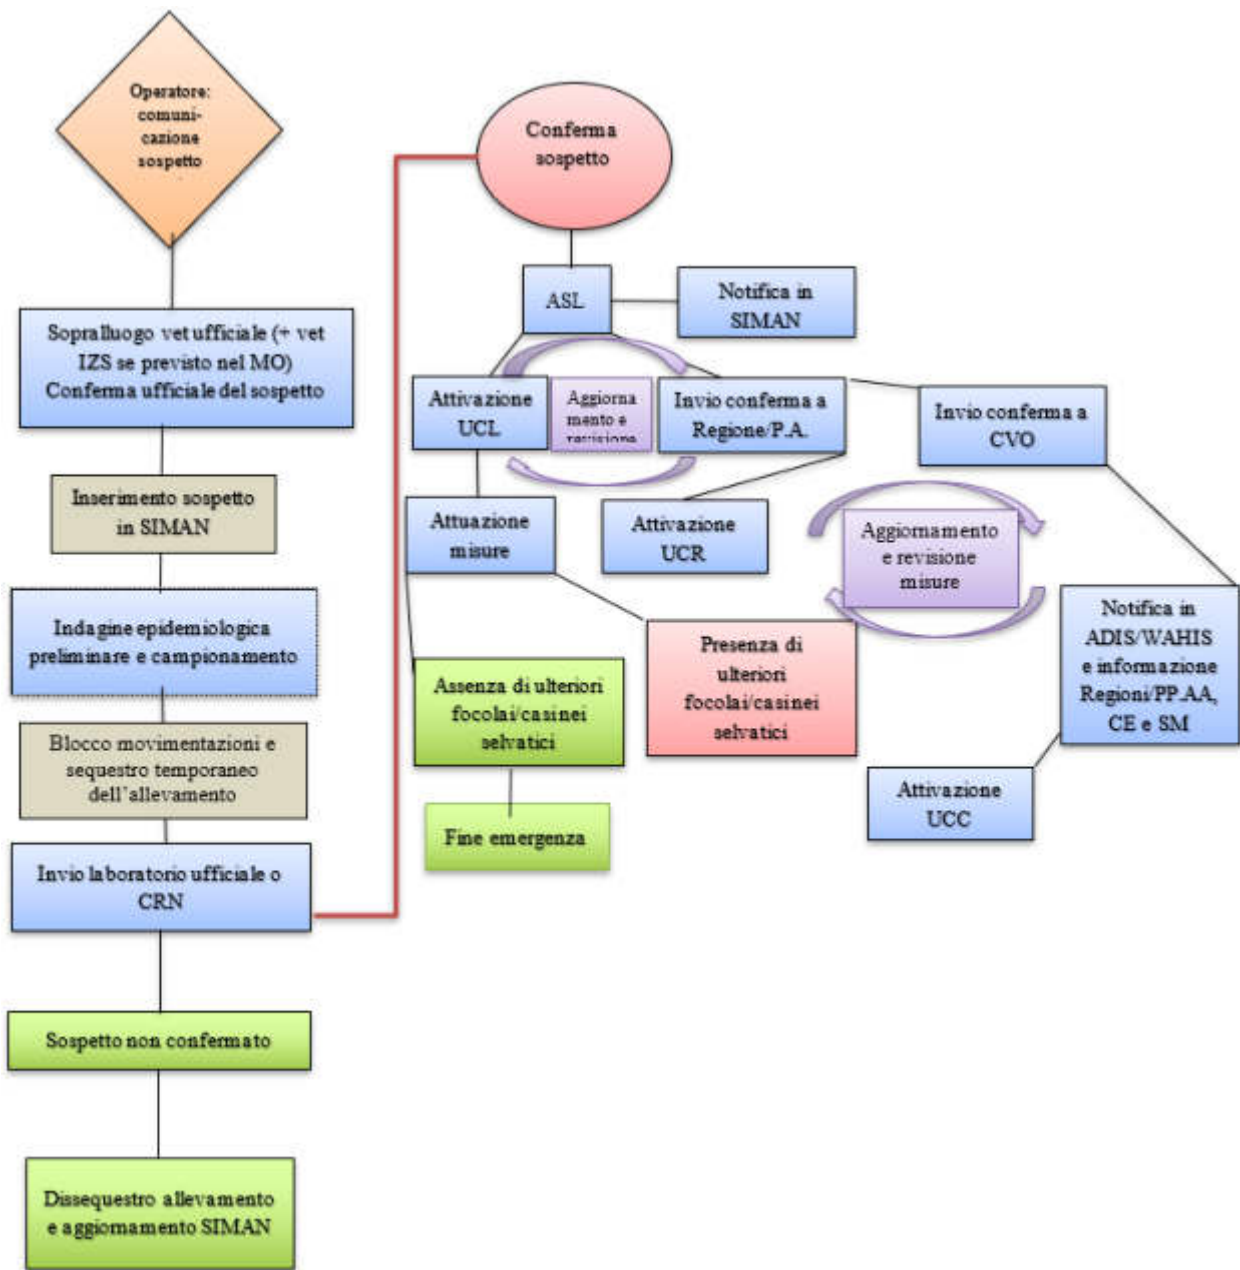 Operatore:
comuni-
cazione
sospetto
Sopralluogo vet ufficiale (+ vet
IZS se previsto nel MO)
Conferma ufficiale del sospetto
Inserimento sospetto
in SIMAN
Indagine epidemiologica
preliminare e campionamento
Blocco movimentazioni e
sequestro temporaneo
dell'allevamento
Invio laboratorio ufficiale o
CRN
Sospetto non confermato
Dissequestro allevamento
e aggiornamento SIMAN
Conferma
sospetto
ASL
Notifica in
SIMAN
Attivazione
UCL
Aggiorna
mento e
revisione
Invio conferma a
Regione/P.A.
Invio conferma a
CVO
Attuazione
misure
Attivazione
UCR
Aggiornamento
e revisione
misure
Assenza di ulteriori
focolai/casinei
selvatici
Presenza di
ulteriori
focolai/casinei
selvatici
Notifica in
ADIS/WAHIS
e informazione
Regioni/PP.AA,
CE e SM
Fine emergenza
Attivazione
UCC